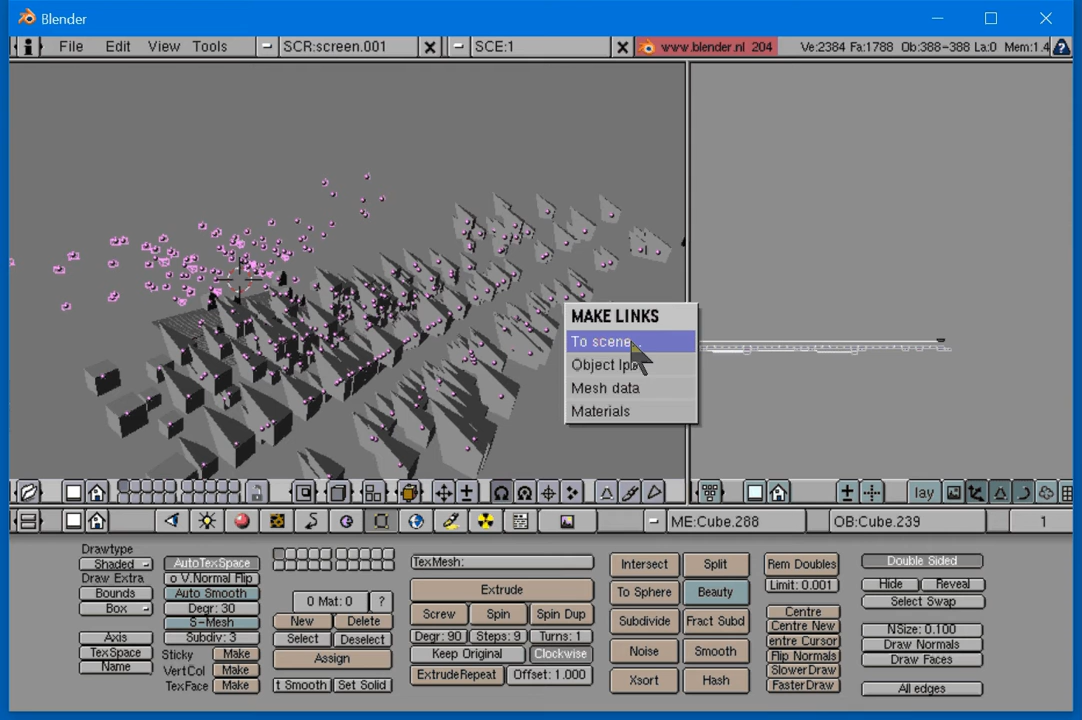 Blender
File Edit View Tools SCR:screen.001 SCE:1 www.blender.nl 204 Ve:2384 Fa:1788 Ob:388-388 La:0 Mem:1.4
MAKE LINKS
To scene...
Object Ipo
Mesh data
Materials
lay
ME:Cube.288 OB:Cube.239 1
Drawtype
Shaded
Draw Extra
Bounds
Box
Axis
TexSpace
Name
AutoTexSpace
o V.Normal Flip
Auto Smooth
Degr: 30
S-Mesh
Subdiv: 3
Sticky Make
VertCol Make
TexFace Make
0 Mat: 0 ?
New Delete
Select Deselect
Assign
t Smooth Set Solid
TexMesh:
Extrude
Screw Spin Spin Dup
Degr: 90 Steps: 9 Turns: 1
Keep Original Clockwise
ExtrudeRepeat Offset: 1.000
Intersect Split
To Sphere Beauty
Subdivide Fract Subd
Noise Smooth
Xsort Hash
Rem Doubles
Limit: 0.001
Centre
Centre New
entre Cursor
Flip Normals
SlowerDraw
FasterDraw
Double Sided
Hide Reveal
Select Swap
NSize: 0.100
Draw Normals
Draw Faces
All edges